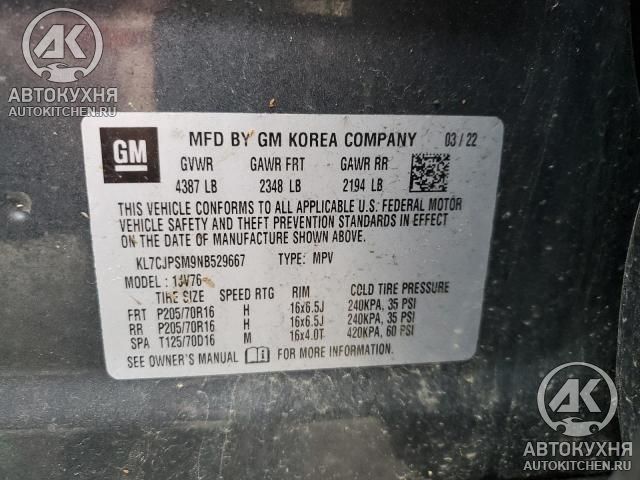 AK
АВТОКУХНЯ
AUTOKITCHEN.RU
GM
MFD BY GM KOREA COMPANY 03 / 22
GVWR GAWR FRT GAWR RR
4387 LB 2348 LB 2194 LB
THIS VEHICLE CONFORMS TO ALL APPLICABLE U.S. FEDERAL MOTOR
VEHICLE SAFETY AND THEFT PREVENTION STANDARDS IN EFFECT ON
THE DATE OF MANUFACTURE SHOWN ABOVE.
KL7CJPSM9NB529667 TYPE: MPV
MODEL: 1JV76
TIRE SIZE SPEED RTG RIM COLD TIRE PRESSURE
FRT P205/70R16 H 16x6.5J 240KPA, 35 PSI
RR P205/70R16 H 16x6.5J 240KPA, 35 PSI
SPA T125/70D16 M 16x4.0T 420KPA, 60 PSI
SEE OWNER'S MANUAL FOR MORE INFORMATION.
AK
АВТОКУХНЯ
AUTOKITCHEN.RU